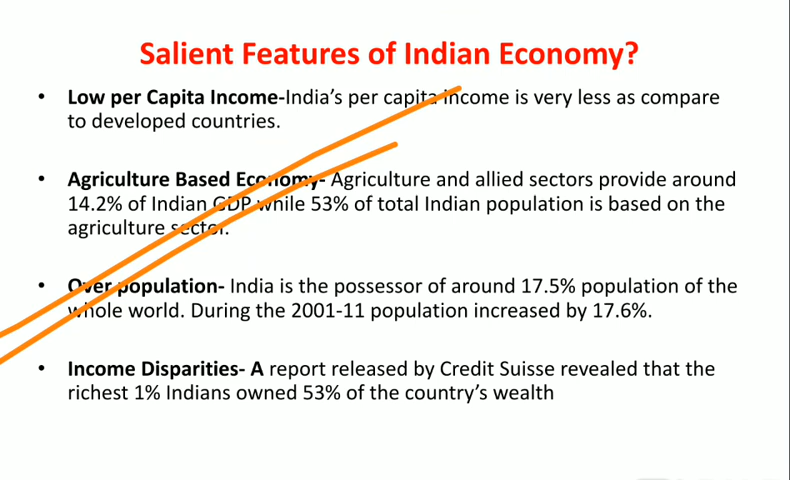 Salient Features of Indian Economy?
• Low per Capita Income-India's per capita income is very less as compare
to developed countries.
• Agriculture Based Economy- Agriculture and allied sectors provide around
14.2% of Indian GDP while 53% of total Indian population is based on the
agriculture sector.
• Over population- India is the possessor of around 17.5% population of the
whole world. During the 2001-11 population increased by 17.6%.
• Income Disparities- A report released by Credit Suisse revealed that the
richest 1% Indians owned 53% of the country's wealth